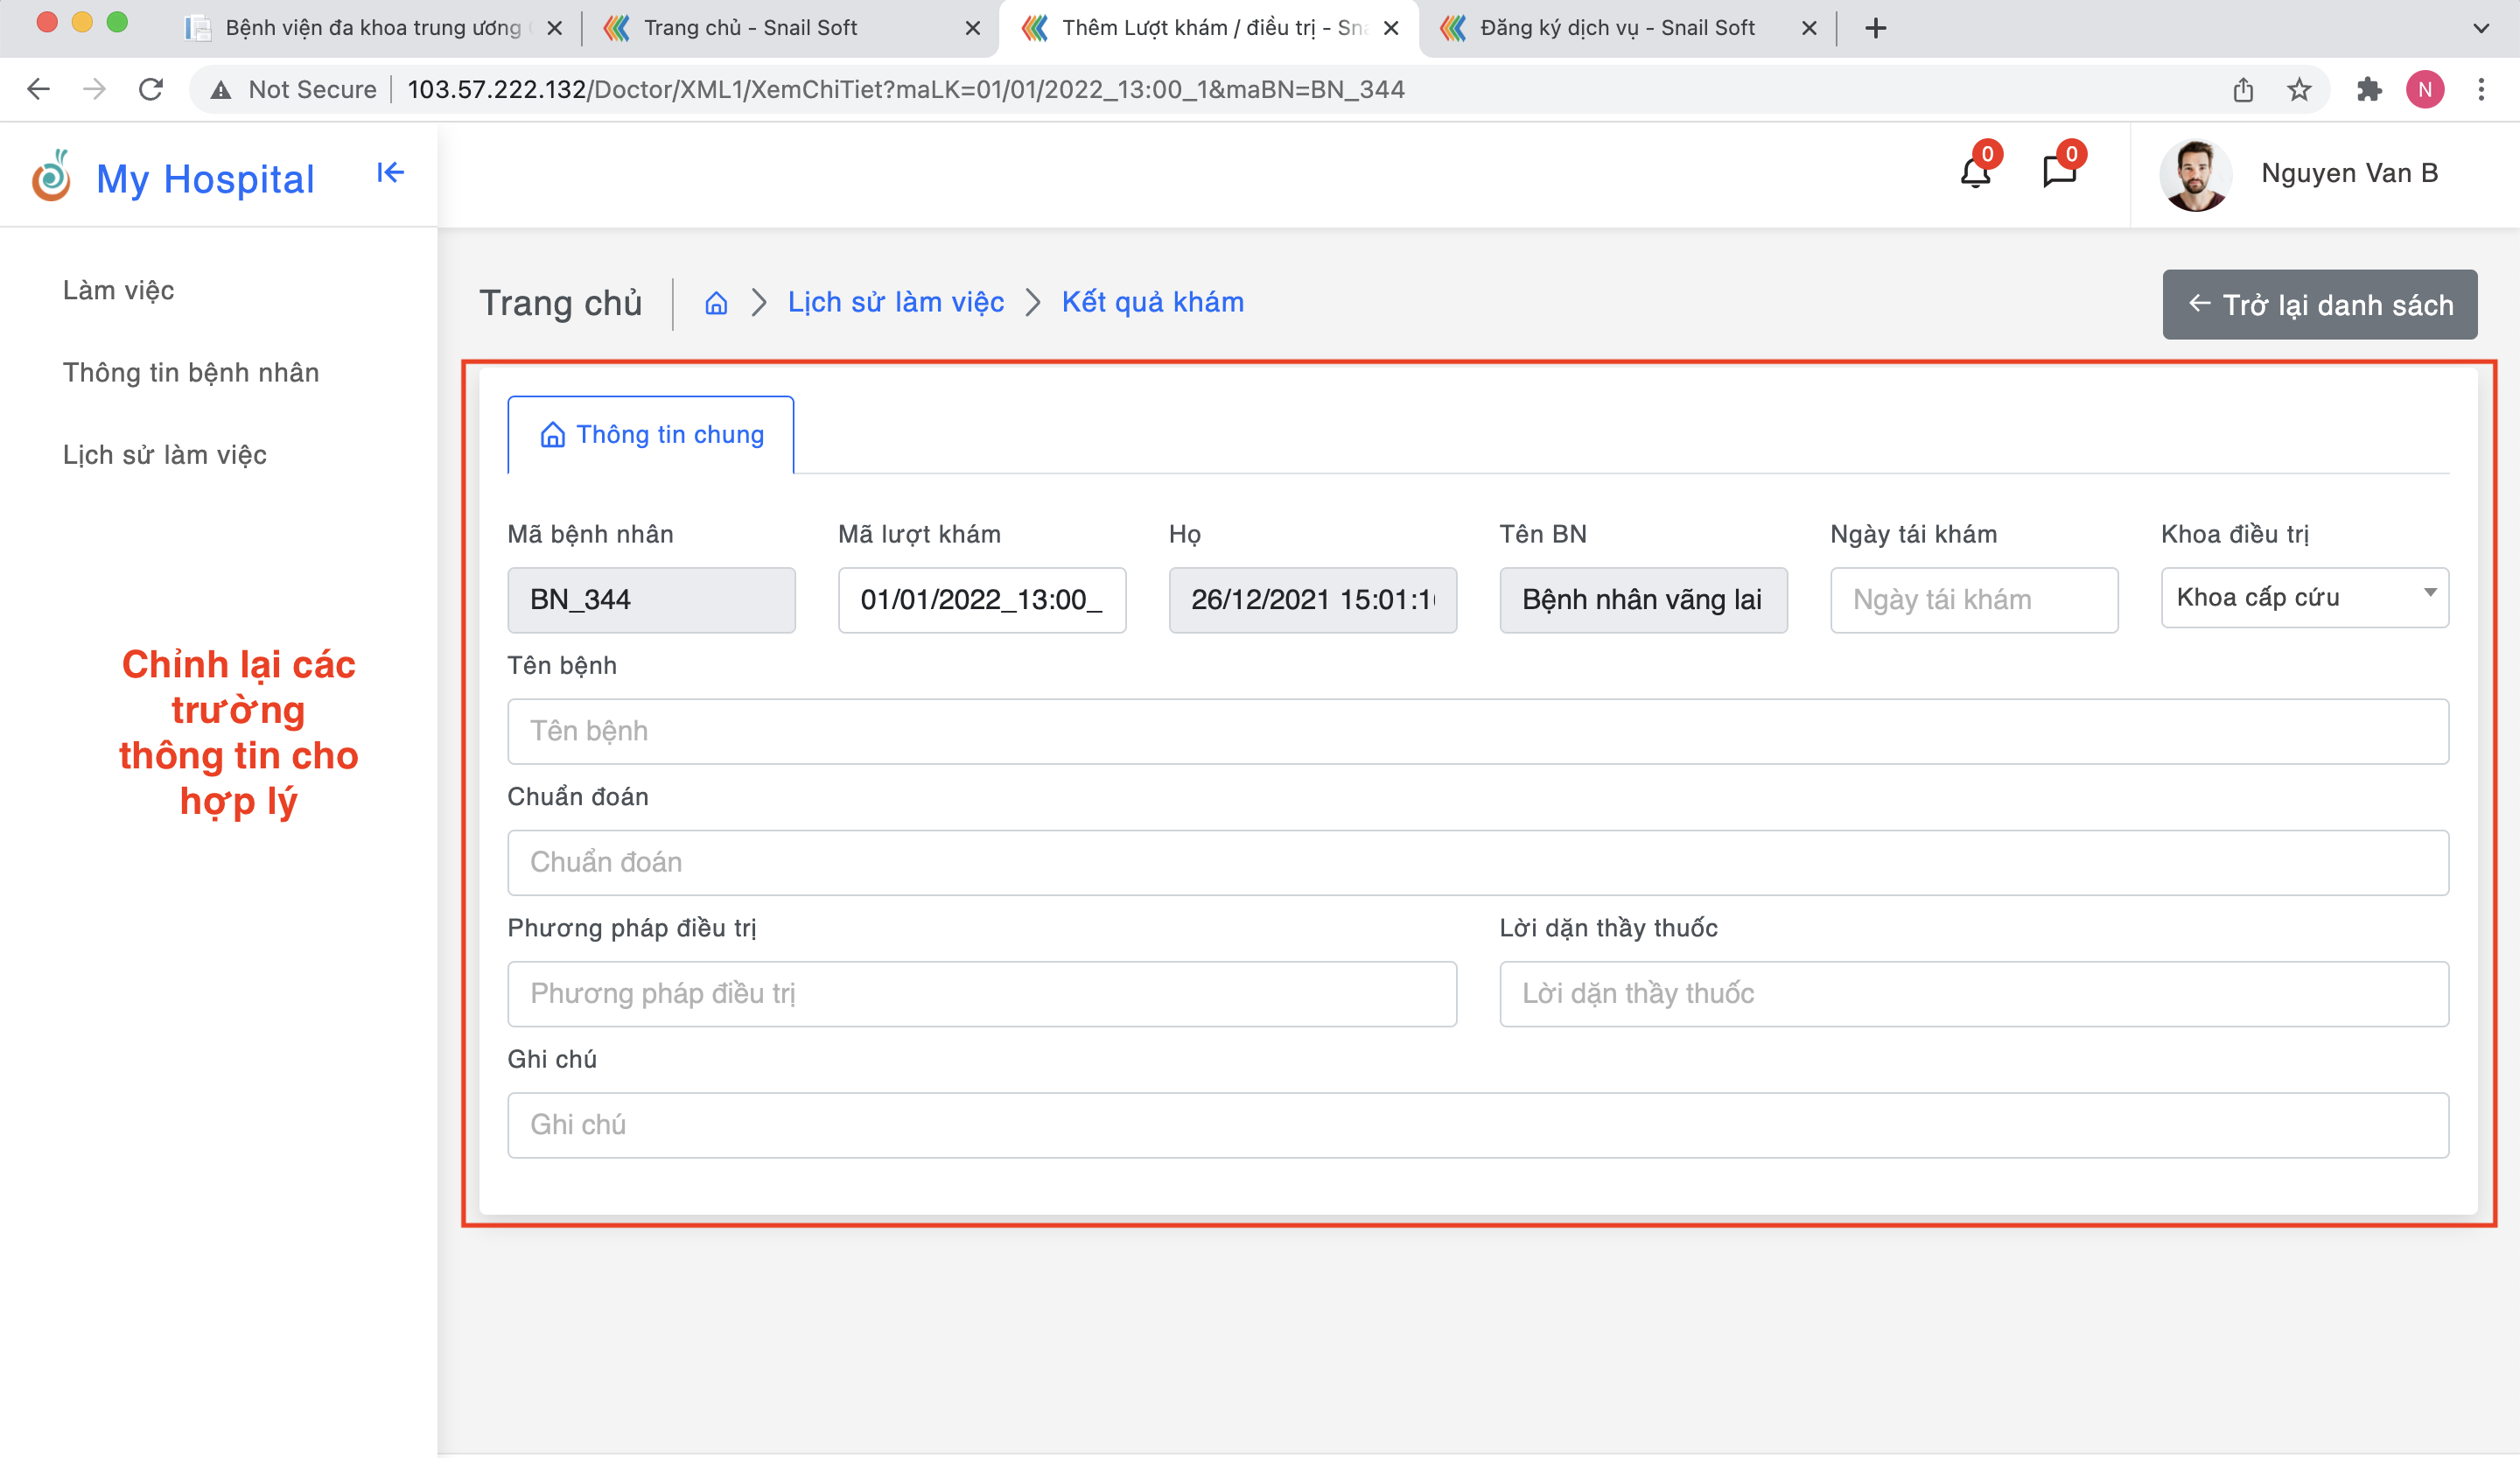 Bệnh viện đa khoa trung ương
Trang chủ - Snail Soft
Thêm Lượt khám / điều trị - Sna
Đăng ký dịch vụ - Snail Soft
Not Secure
103.57.222.132/Doctor/XML1/XemChiTiet?maLK=01/01/2022_13:00_1&maBN=BN_344
N
My Hospital
0
0
Nguyen Van B
Làm việc
Thông tin bệnh nhân
Lịch sử làm việc
Chỉnh lại các
trường
thông tin cho
hợp lý
Trang chủ
Lịch sử làm việc
Kết quả khám
Trở lại danh sách
Thông tin chung
Mã bệnh nhân
Mã lượt khám
Họ
Tên BN
Ngày tái khám
Khoa điều trị
BN_344
01/01/2022_13:00_
26/12/2021 15:01:1
Bệnh nhân vãng lai
Ngày tái khám
Khoa cấp cứu
Tên bệnh
Tên bệnh
Chuẩn đoán
Chuẩn đoán
Phương pháp điều trị
Lời dặn thầy thuốc
Phương pháp điều trị
Lời dặn thầy thuốc
Ghi chú
Ghi chú